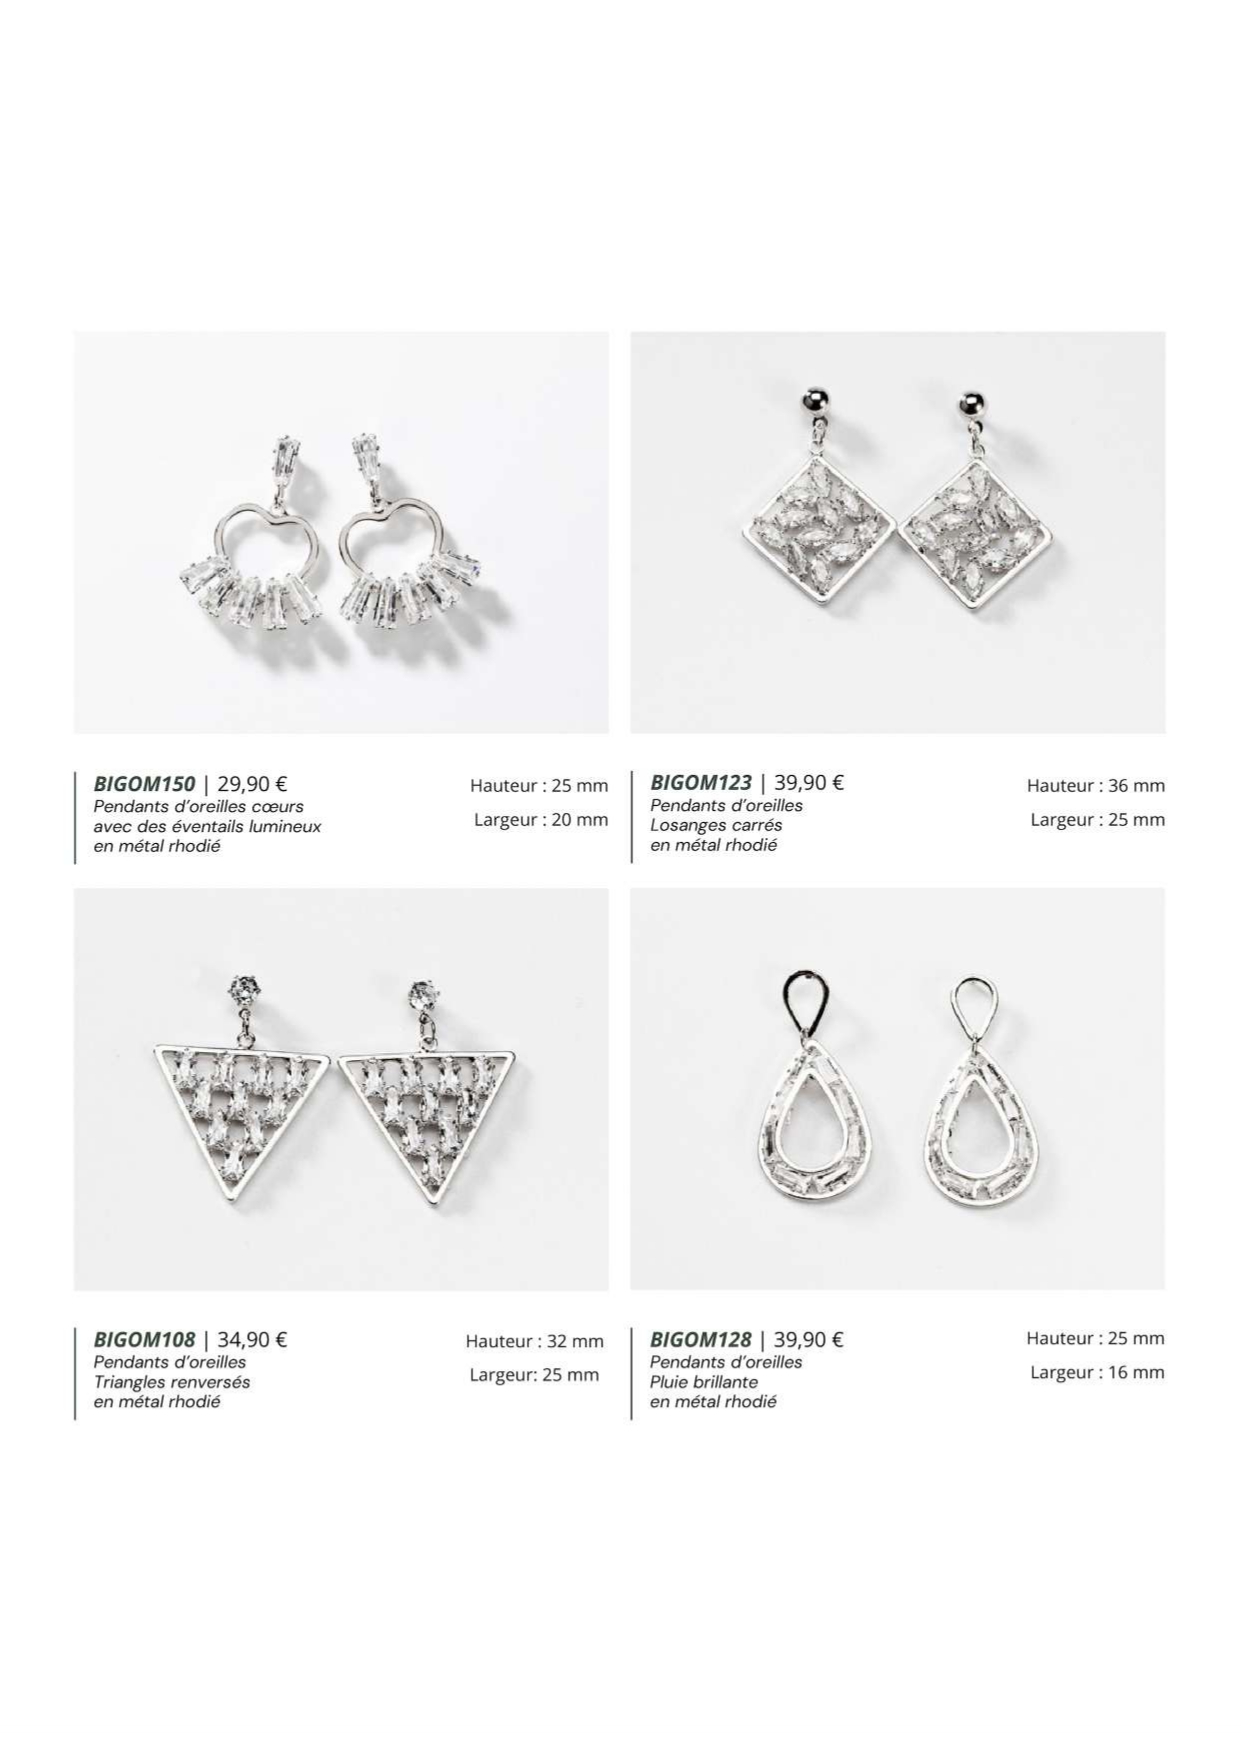 BIGOM150 | 29,90 €
Pendants d'oreilles cœurs
avec des éventails lumineux
en métal rhodié
Hauteur : 25 mm
Largeur : 20 mm
BIGOM123 | 39,90 €
Pendants d'oreilles
Losanges carrés
en métal rhodié
Hauteur : 36 mm
Largeur : 25 mm
BIGOM108 | 34,90 €
Pendants d'oreilles
Triangles renversés
en métal rhodié
Hauteur : 32 mm
Largeur: 25 mm
BIGOM128 | 39,90 €
Pendants d'oreilles
Pluie brillante
en métal rhodié
Hauteur : 25 mm
Largeur : 16 mm